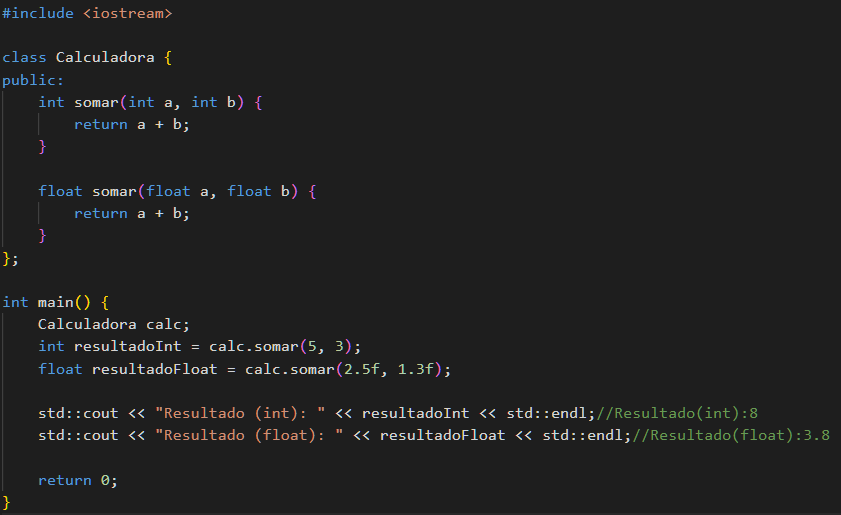 #include <iostream>

class Calculadora {
public:
    int somar(int a, int b) {
        return a + b;
    }

    float somar(float a, float b) {
        return a + b;
    }
};

int main() {
    Calculadora calc;
    int resultadoInt = calc.somar(5, 3);
    float resultadoFloat = calc.somar(2.5f, 1.3f);

    std::cout << "Resultado (int): " << resultadoInt << std::endl;//Resultado(int):8
    std::cout << "Resultado (float): " << resultadoFloat << std::endl;//Resultado(float):3.8

    return 0;
}